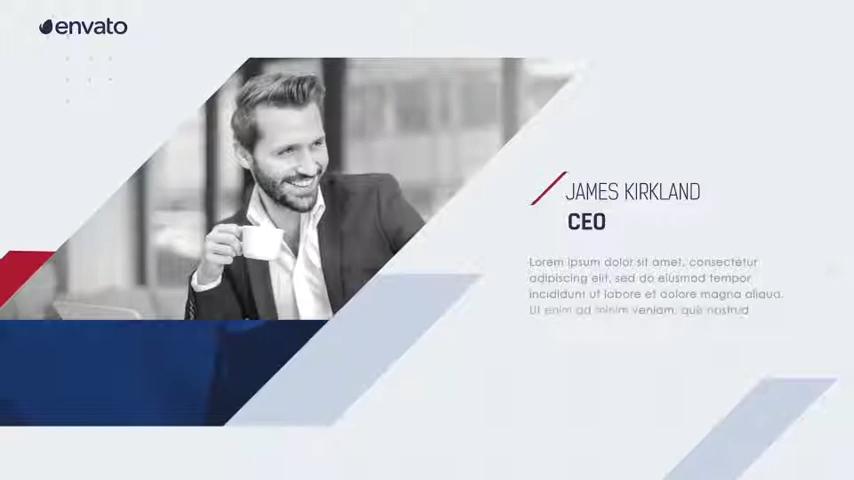 envato
JAMES KIRKLAND
CEO
Lorem ipsum dolor sit amet, consectetur
adipiscing elit, sed do eiusmod tempor
incididunt ut labore et dolore magna aliqua.
Ut enim ad minim veniam, quis nostrud